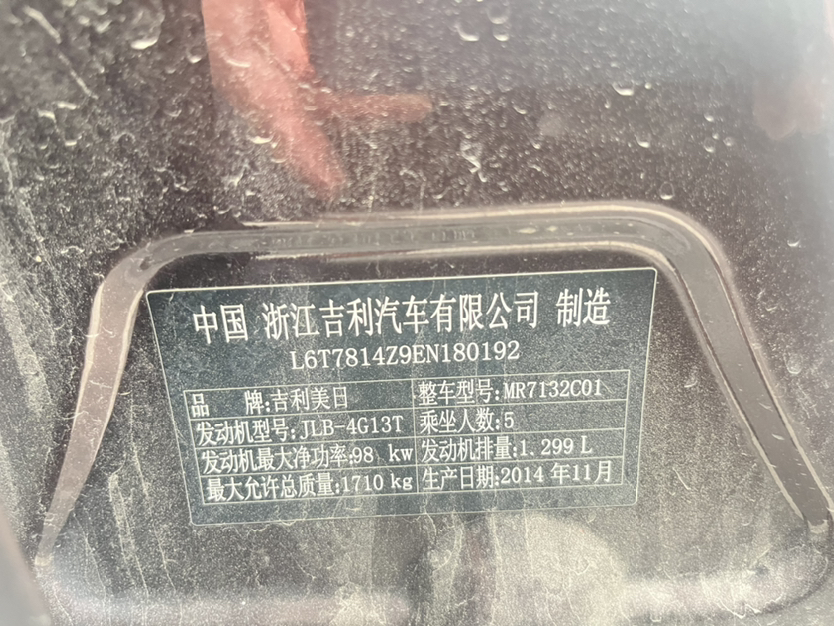 中国 浙江吉利汽车有限公司 制造
L6T7814Z9EN180192
品 牌:吉利美日 整车型号:MR7132C01
发动机型号:JLB-4G13T 乘坐人数:5
发动机最大净功率:98 kw 发动机排量:1.299 L
最大允许总质量:1710 kg 生产日期:2014 年11月